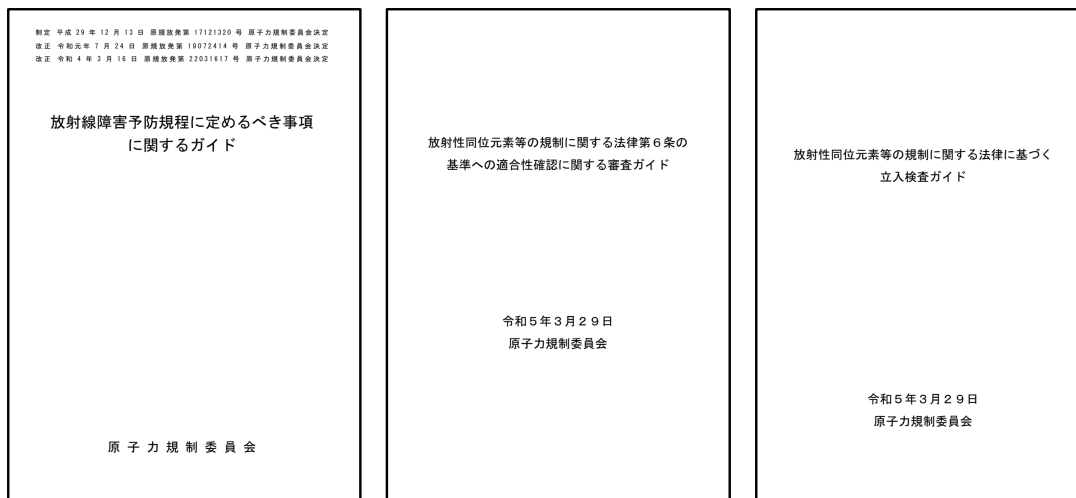 制定 平成 29 年 12 月 13 日 原規放発第 17121320 号 原子力規制委員会決定
改正 令和元年 7 月 24 日 原規放発第 19072414 号 原子力規制委員会決定
改正 令和 4 年 3 月 16 日 原規放発第 22031617 号 原子力規制委員会決定
放射線障害予防規程に定めるべき事項
に関するガイド
原 子 力 規 制 委 員 会
放射性同位元素等の規制に関する法律第6条の
基準への適合性確認に関する審査ガイド
令和5年3月29日
原子力規制委員会
放射性同位元素等の規制に関する法律に基づく
立入検査ガイド
令和5年3月29日
原子力規制委員会